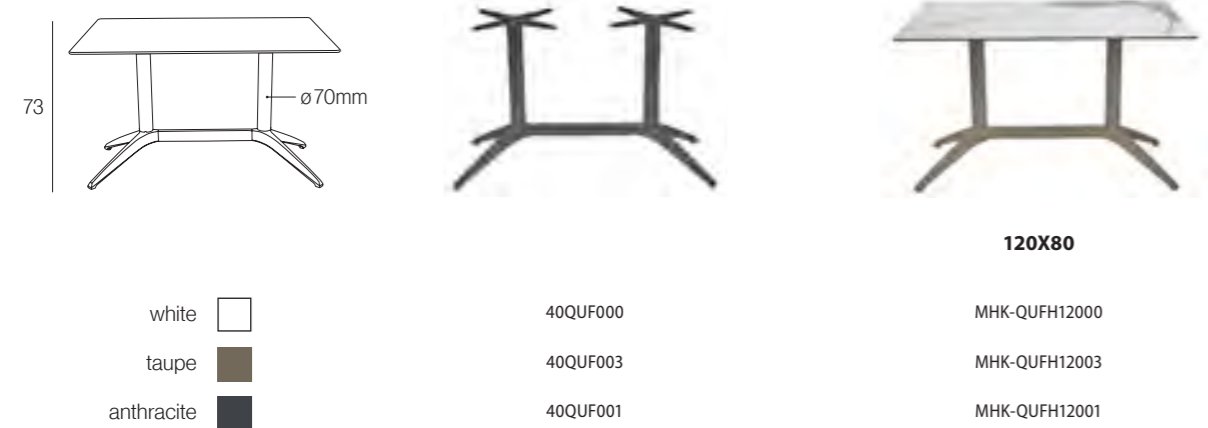 73
ø70mm
120X80
white 40QUF000 MHK-QUFH12000
taupe 40QUF003 MHK-QUFH12003
anthracite 40QUF001 MHK-QUFH12001